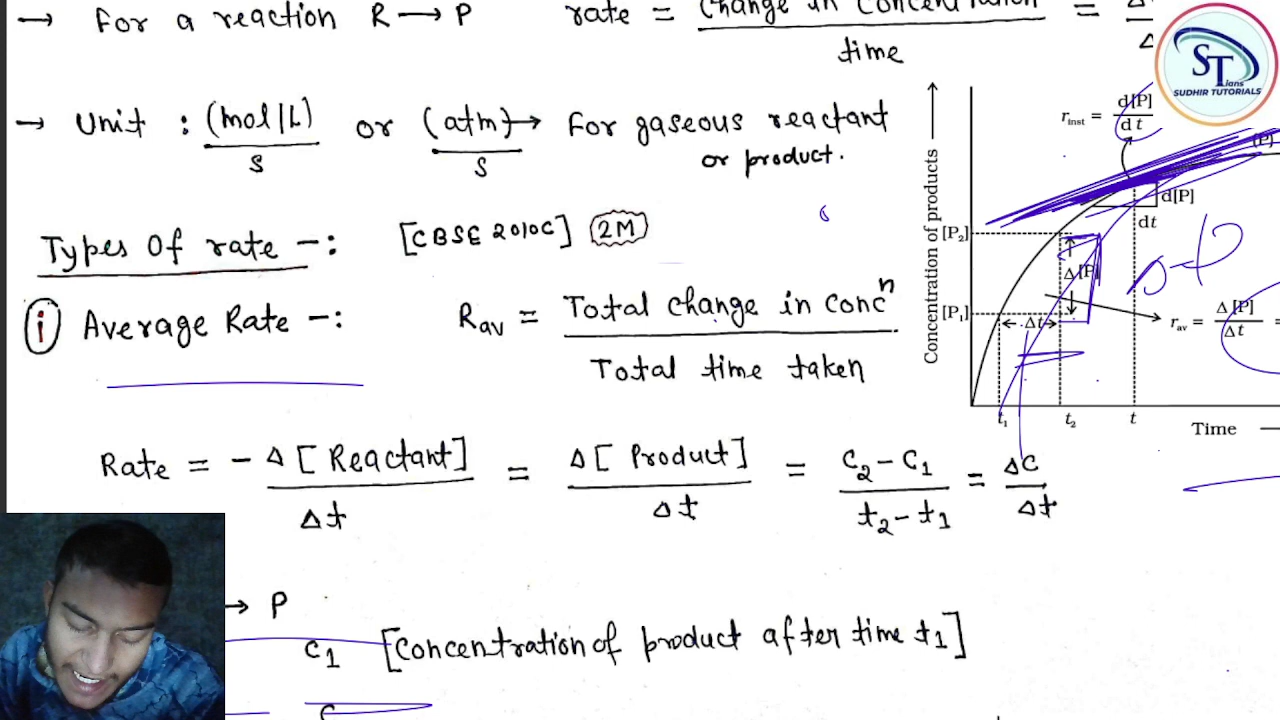 → For a reaction R → P rate = Change in Concentration =
time
→ Unit : (mol/L) or (atm) → For gaseous reactant
s s or product.
Types Of rate -: [CBSE 2010C] 2M
i Average Rate -: Rav = Total change in concⁿ
Total time taken
Rate = - Δ[Reactant] = Δ[Product] = C₂ - C₁ = ΔC
Δt Δt t₂ - t₁ Δt
→ P
C₁ [Concentration of product after time t₁]
ST
ians
SUDHIR TUTORIALS
r inst = d[P]
dt
[P]
d[P]
dt
[P₂]
Δ[P]
[P₁]
Δt
r av = Δ[P] =
Δt
Concentration of products
t₁ t₂ t
Time